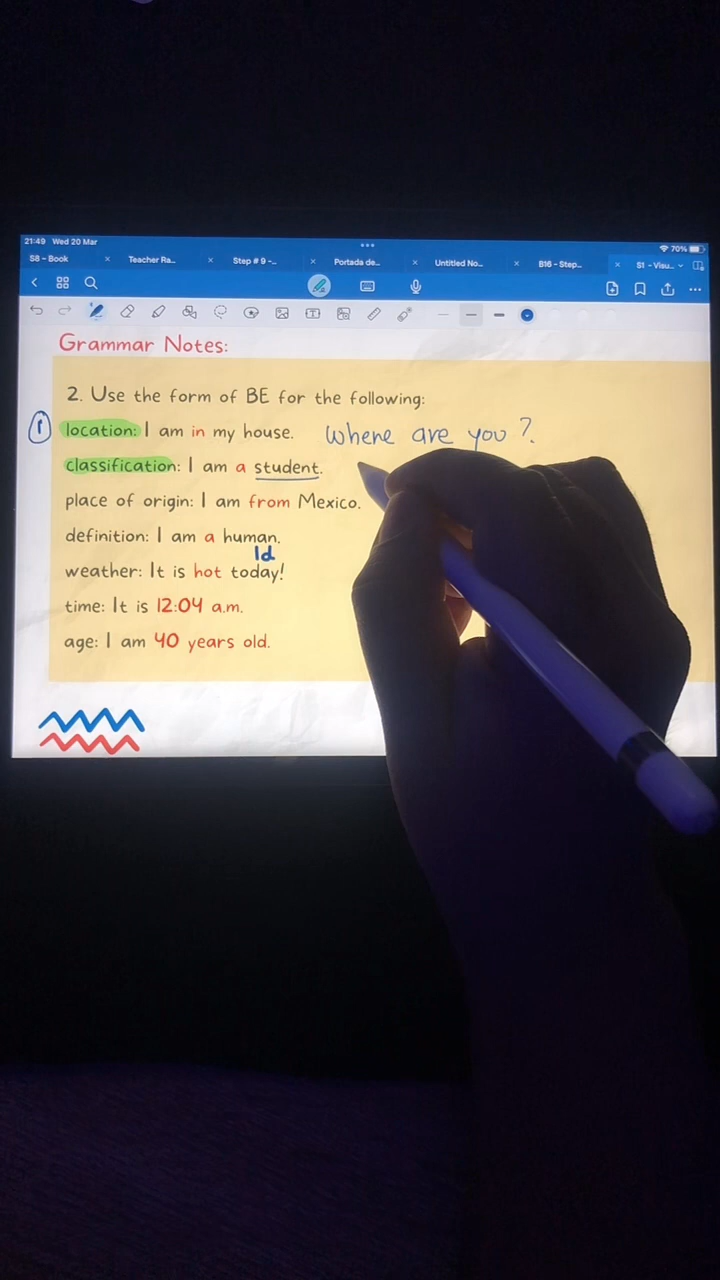 21:49 Wed 20 Mar
70%
S8 - Book
Teacher Ra...
Step # 9 -...
Portada de...
Untitled No...
B16 - Step...
S1 - Visu...
Grammar Notes:
2. Use the form of BE for the following:
1 location: I am in my house. Where are you?
classification: I am a student.
place of origin: I am from Mexico.
definition: I am a human.
Id
weather: It is hot today!
time: It is 12:04 a.m.
age: I am 40 years old.